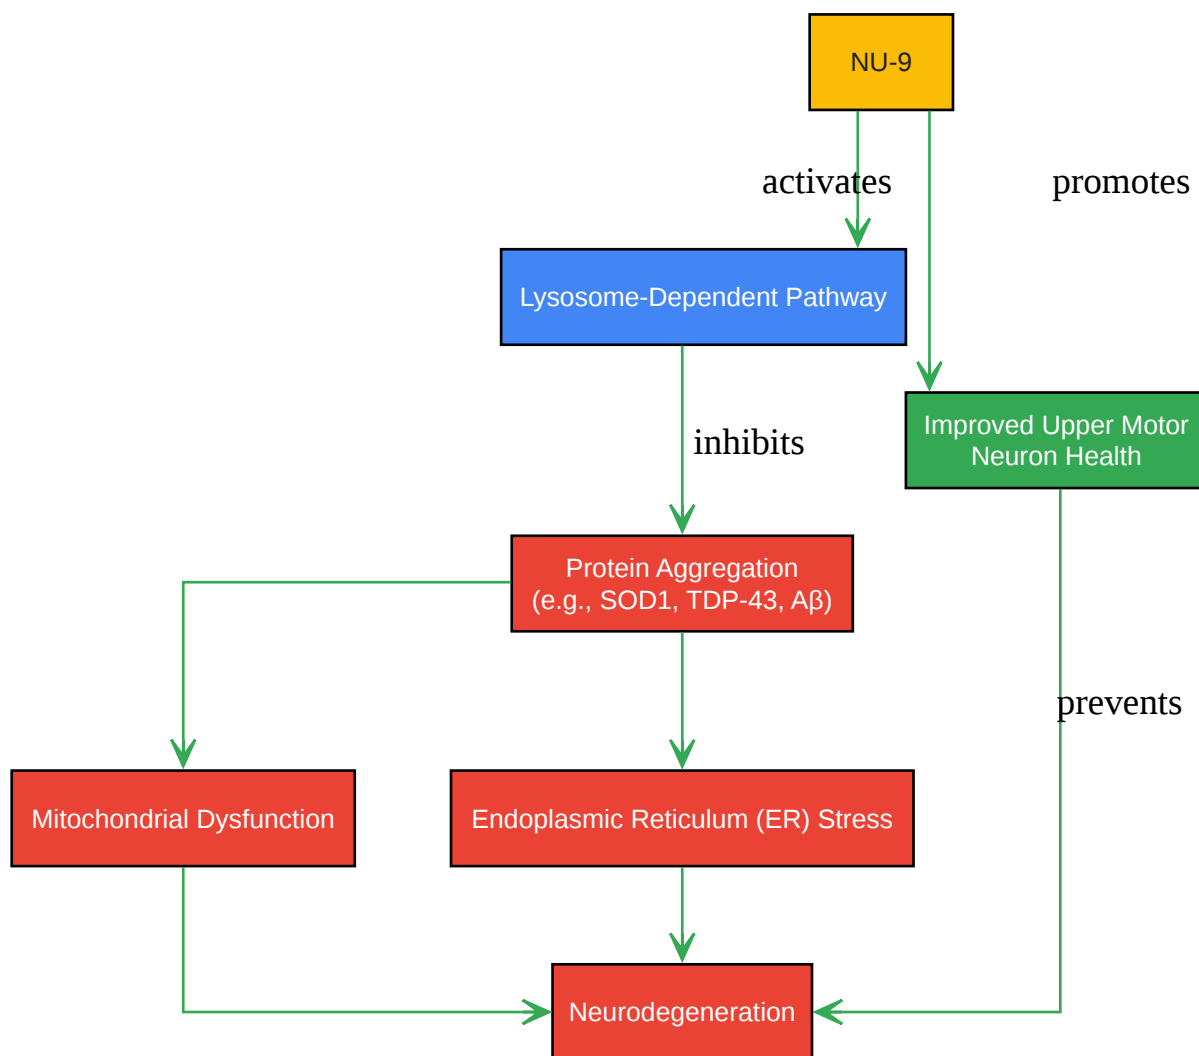 NU-9
activates
promotes
Lysosome-Dependent Pathway
Improved Upper Motor
Neuron Health
inhibits
Protein Aggregation
(e.g., SOD1, TDP-43, Aβ)
prevents
Mitochondrial Dysfunction
Endoplasmic Reticulum (ER) Stress
Neurodegeneration